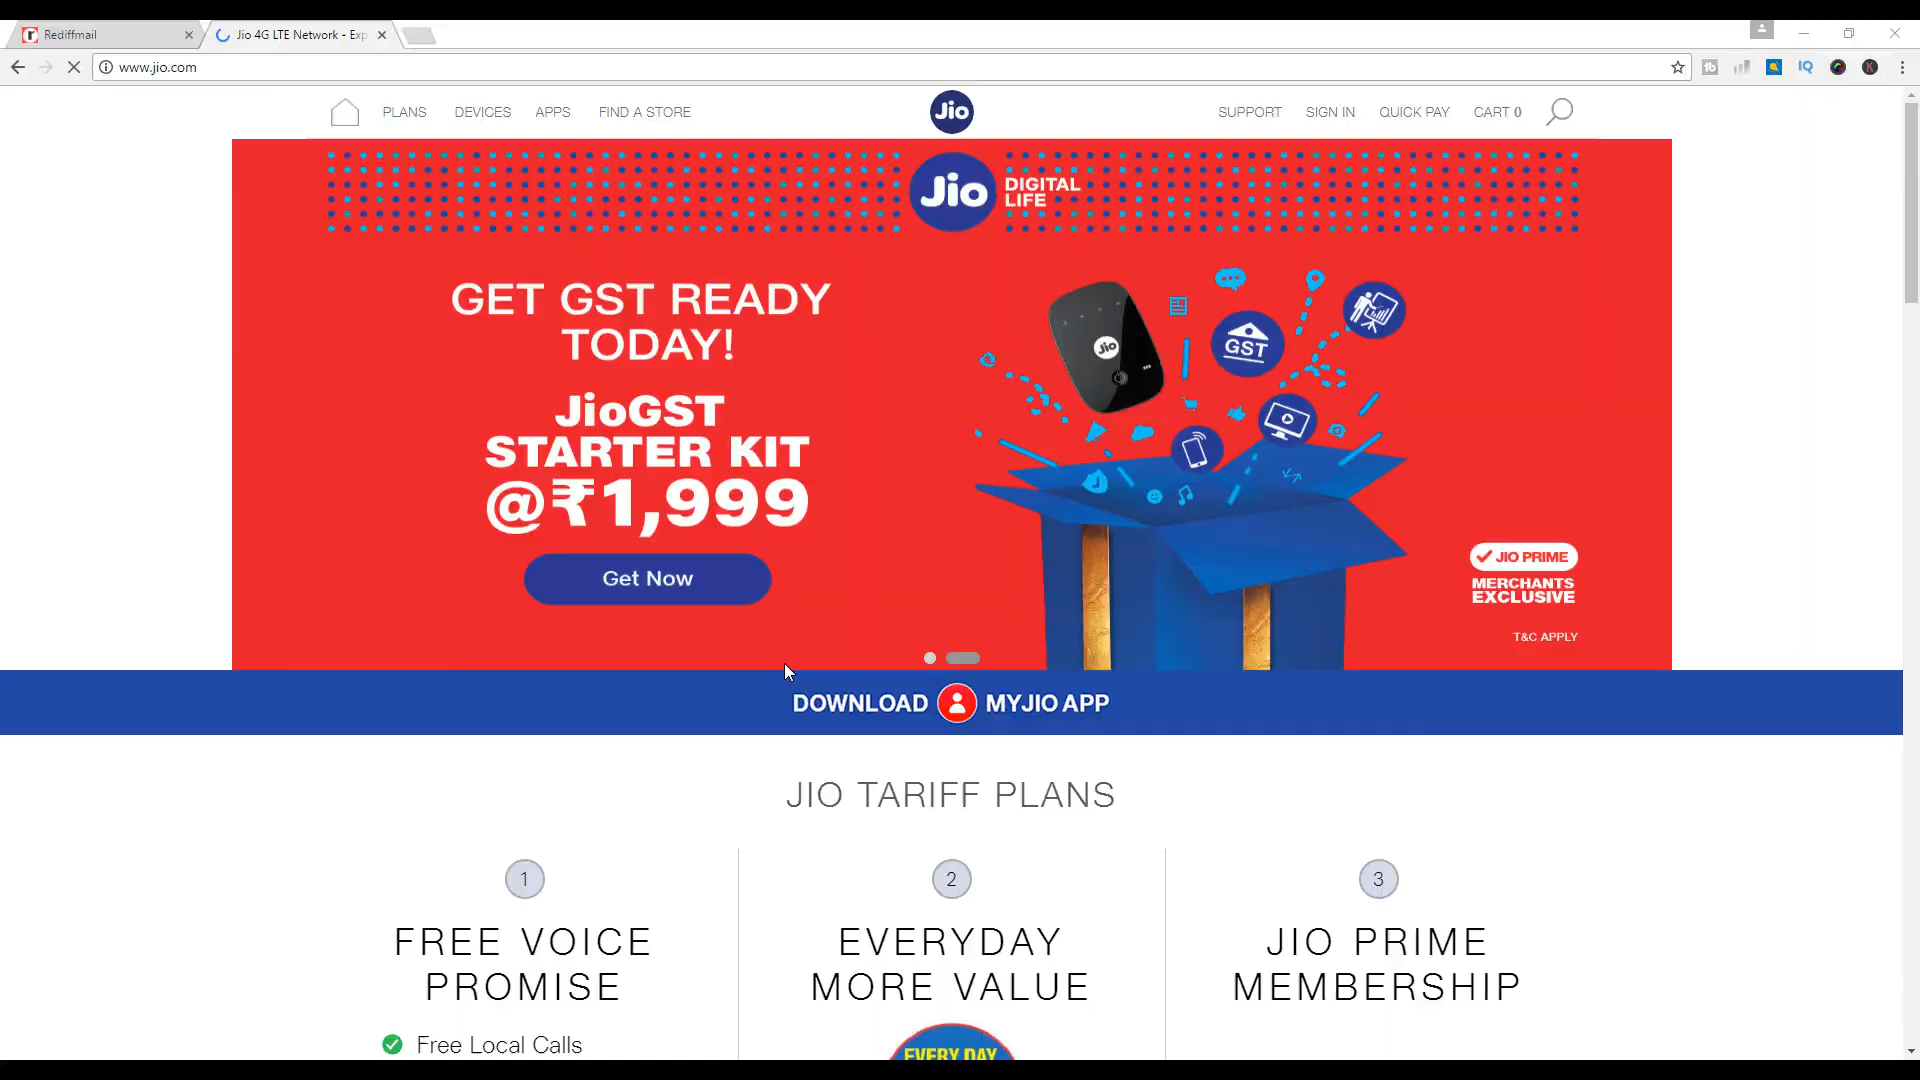 Rediffmail
Jio 4G LTE Network - Exp
www.jio.com
PLANS DEVICES APPS FIND A STORE
Jio
SUPPORT SIGN IN QUICK PAY CART 0
Jio DIGITAL
LIFE
GET GST READY
TODAY!
JioGST
STARTER KIT
@₹1,999
Get Now
Jio
GST
JIO PRIME
MERCHANTS
EXCLUSIVE
T&C APPLY
DOWNLOAD MYJIO APP
JIO TARIFF PLANS
1
FREE VOICE
PROMISE
Free Local Calls
2
EVERYDAY
MORE VALUE
EVERY DAY
3
JIO PRIME
MEMBERSHIP